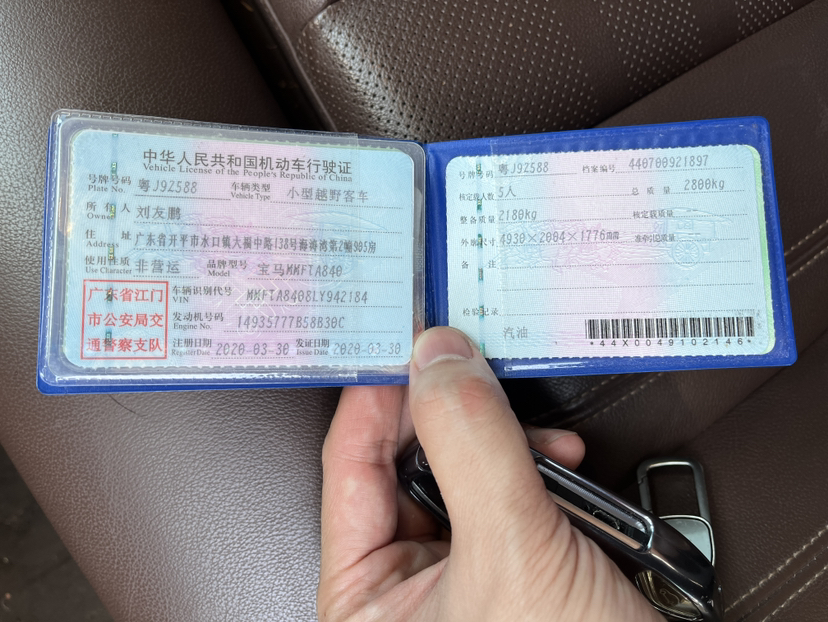 中华人民共和国机动车行驶证
Vehicle License of the People's Republic of China
号牌号码 粤J9Z588 车辆类型 小型越野客车
Plate No. Vehicle Type
所有人 刘友鹏
Owner
住址 广东省开平市水口镇大福中路138号海涛湾第2幢905房
Address
使用性质 非营运 品牌型号 宝马
Use Character Model
广东省江门
市公安局交
通警察支队
车辆识别代号
VIN
发动机号码 14935777B58B30C
Engine No.
注册日期 2020-03-30 发证日期 2020-03-30
Register Date Issue Date
号牌号码 粤J9Z588 档案编号 440700921897
核定载人数 5人 总质量 2800kg
整备质量 2180kg 核定载质量
外廓尺寸 4930×2004×1776mm 准牵引总质量
备注
检验记录
汽油
*44X0049102146*